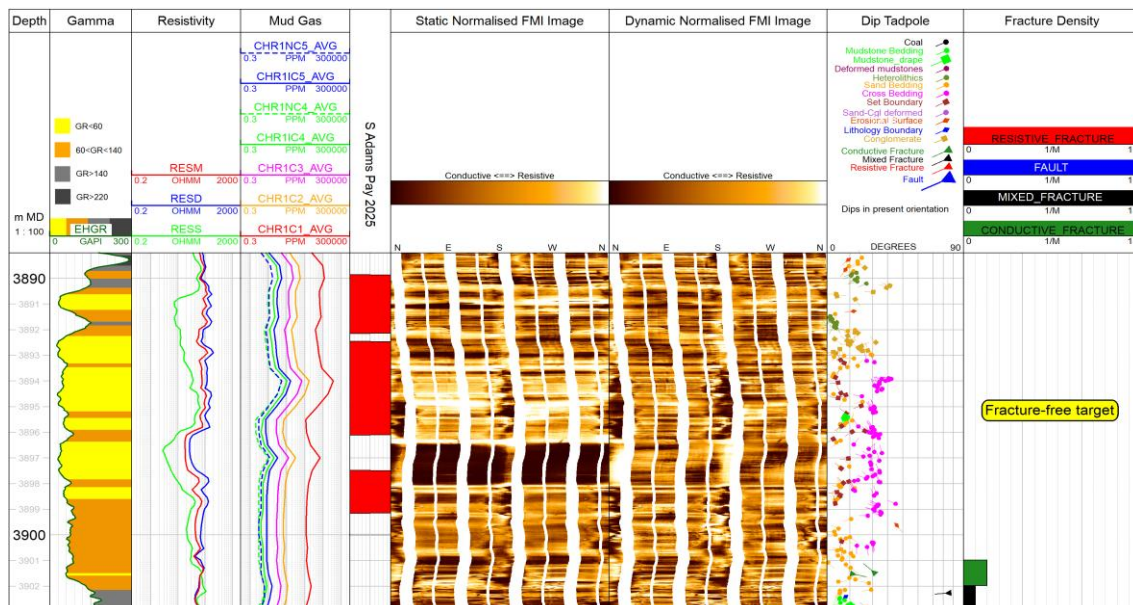 Depth
Gamma
Resistivity
Mud Gas
Static Normalised FMI Image
Dynamic Normalised FMI Image
Dip Tadpole
Fracture Density
m MD
1 : 100
GR<60
60<GR<140
GR>140
GR>220
EHGR
0 GAPI 300
RESM
0.2 OHMM 2000
RESD
0.2 OHMM 2000
RESS
0.2 OHMM 2000
CHR1NC5_AVG
0.3 PPM 300000
CHR1IC5_AVG
0.3 PPM 300000
CHR1NC4_AVG
0.3 PPM 300000
CHR1IC4_AVG
0.3 PPM 300000
CHR1C3_AVG
0.3 PPM 300000
CHR1C2_AVG
0.3 PPM 300000
CHR1C1_AVG
0.3 PPM 300000
S Adams Pay 2025
Conductive <==> Resistive
N E S W N
Conductive <==> Resistive
N E S W N
Coal
Mudstone Bedding
Mudstone_drape
Deformed mudstones
Heterolithics
Sand Bedding
Cross Bedding
Set Boundary
Sand-Cgl deformed
Erosional Surface
Lithology Boundary
Conglomerate
Conductive Fracture
Mixed Fracture
Resistive Fracture
Fault
Dips in present orientation
0 DEGREES 90
RESISTIVE_FRACTURE
0 1/M 1
FAULT
0 1/M 1
MIXED_FRACTURE
0 1/M 1
CONDUCTIVE_FRACTURE
0 1/M 1
3890
3891
3892
3893
3894
3895
3896
3897
3898
3899
3900
3901
3902
Fracture-free target